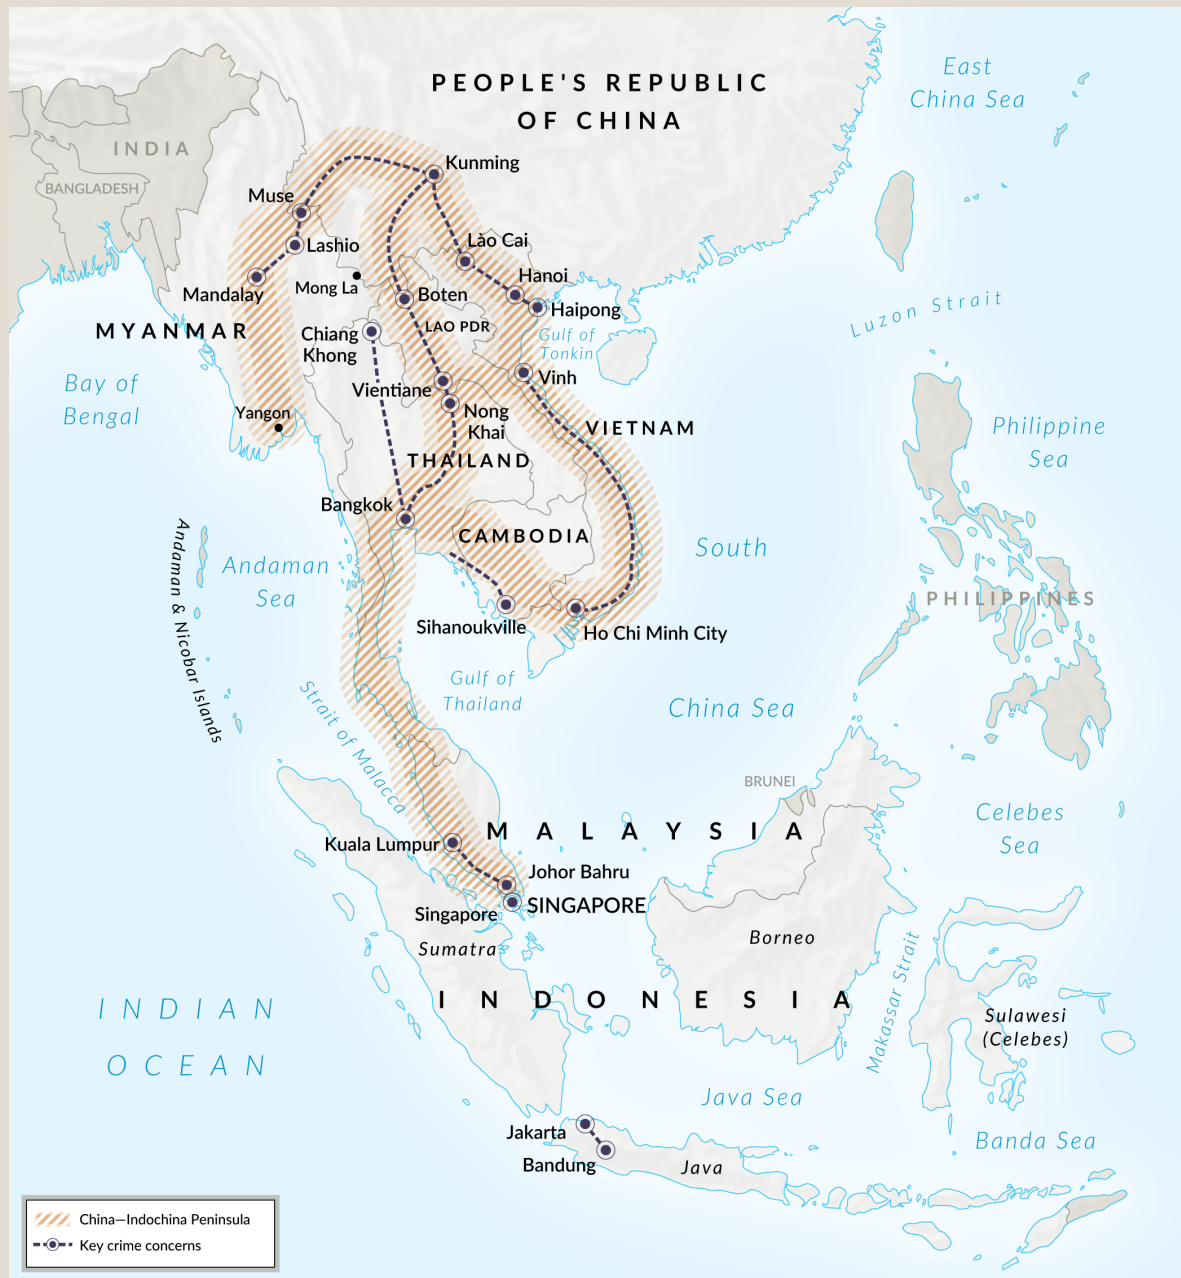 PEOPLE'S REPUBLIC
OF CHINA
East
China Sea
INDIA
BANGLADESH
Kunming
Muse
Lashio
Lào Cai
Hanoi
Mandalay
Mong La
Boten
Haipong
Luzon Strait
MYANMAR
Chiang
Khong
LAO PDR
Gulf of
Tonkin
Bay of
Bengal
Vientiane
Vinh
Yangon
Nong
Khai
VIETNAM
Philippine
Sea
THAILAND
Bangkok
CAMBODIA
South
Andaman
Sea
Andaman & Nicobar Islands
PHILIPPINES
Sihanoukville
Ho Chi Minh City
Gulf of
Thailand
China Sea
Strait of Malacca
BRUNEI
Celebes
Sea
MALAYSIA
Kuala Lumpur
Johor Bahru
Singapore
SINGAPORE
Sumatra
Borneo
Makassar Strait
INDIAN
OCEAN
INDONESIA
Sulawesi
(Celebes)
Java Sea
Jakarta
Bandung
Java
Banda Sea
China—Indochina Peninsula
Key crime concerns